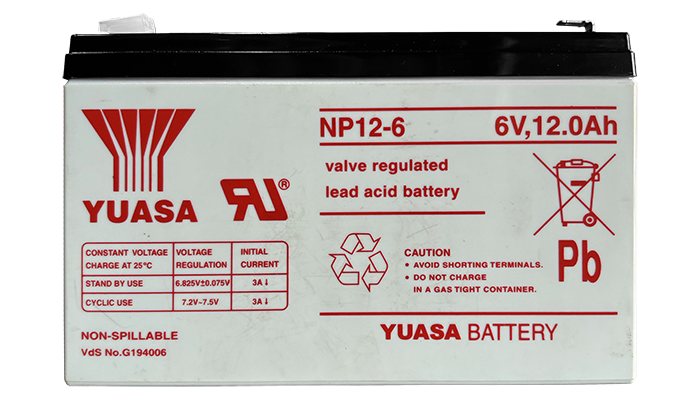 NP12-6 6V,12.0Ah
valve regulated
lead acid battery
YUASA
CONSTANT VOLTAGE CHARGE AT 25°C VOLTAGE REGULATION INITIAL CURRENT
STAND BY USE 6.825V±0.075V 3A↓
CYCLIC USE 7.2V~7.5V 3A↓
CAUTION
• AVOID SHORTING TERMINALS.
• DO NOT CHARGE
IN A GAS TIGHT CONTAINER.
Pb
NON-SPILLABLE
VdS No.G194006
YUASA BATTERY